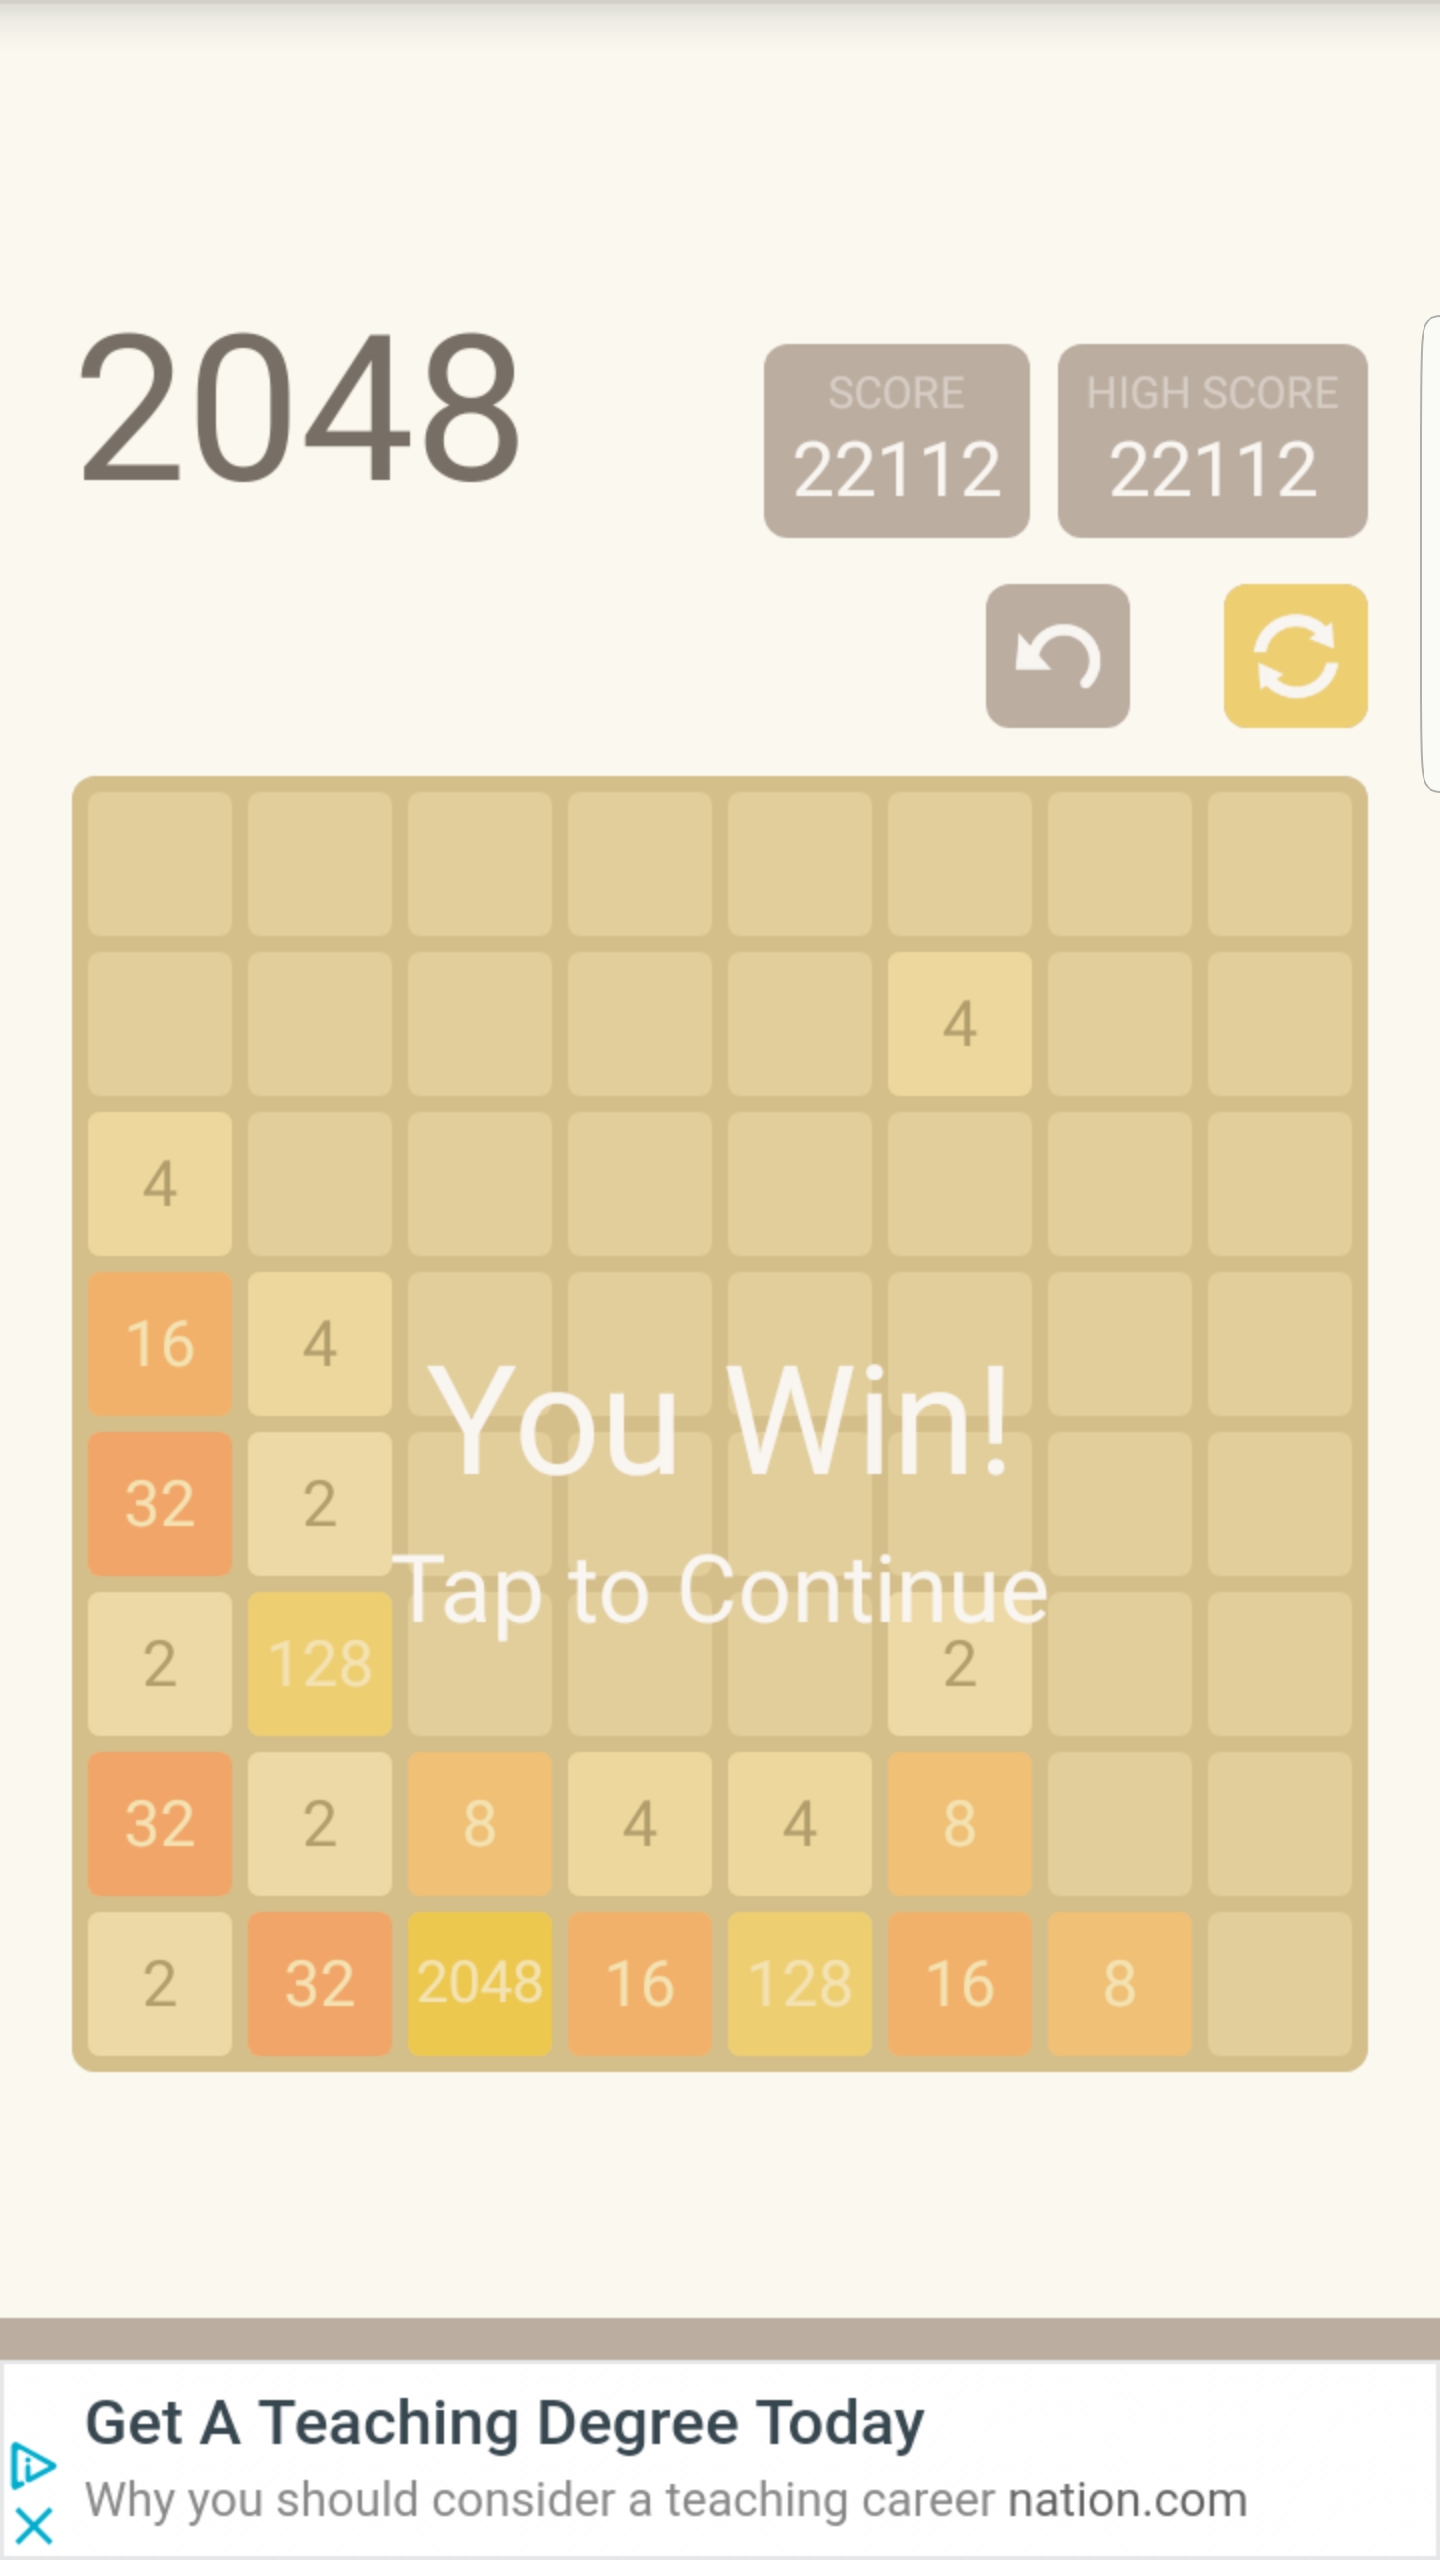 2048
SCORE
22112
HIGH SCORE
22112
4
4
16 4
You Win!
32 2
Tap to Continue
2 128 2
32 2 8 4 4 8
2 32 2048 16 128 16 8
Get A Teaching Degree Today
Why you should consider a teaching career nation.com